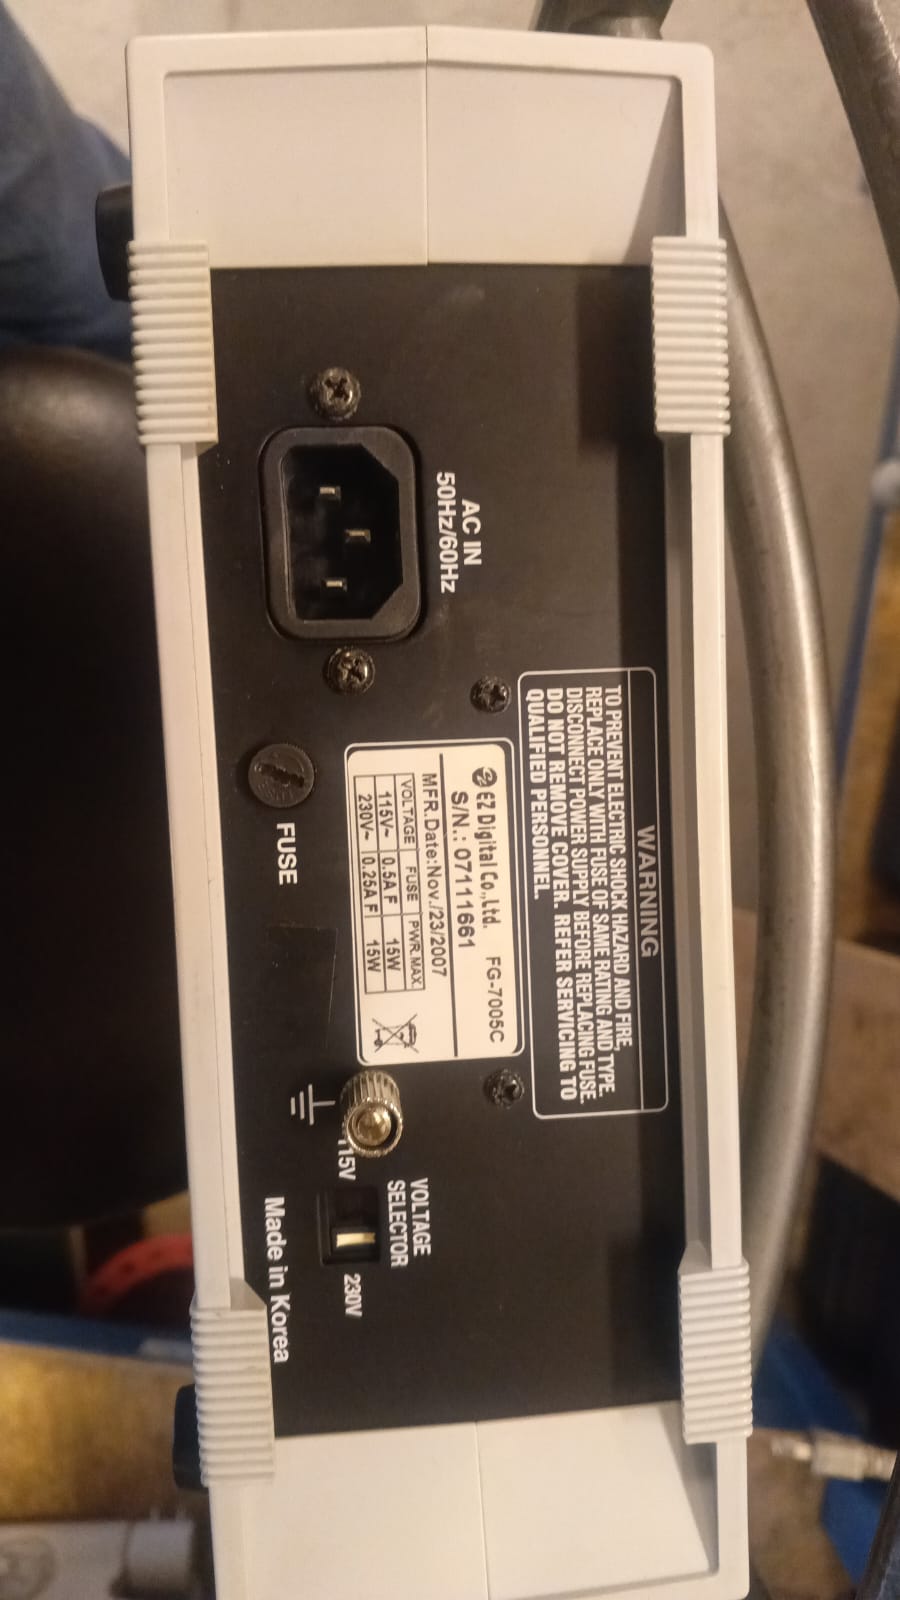 AC IN
50Hz/60Hz
WARNING
TO PREVENT ELECTRIC SHOCK HAZARD AND FIRE,
REPLACE ONLY WITH FUSE OF SAME RATING AND TYPE.
DISCONNECT POWER SUPPLY BEFORE REPLACING FUSE.
DO NOT REMOVE COVER. REFER SERVICING TO
QUALIFIED PERSONNEL.
EZ Digital Co.,Ltd. FG-7005C
S/N.: 07111661
MFR.Date:Nov./23/2007
VOLTAGE FUSE PWR.MAX
115V~ 0.5A F 15W
230V~ 0.25A F 15W
FUSE
VOLTAGE
SELECTOR
115V 230V
Made in Korea